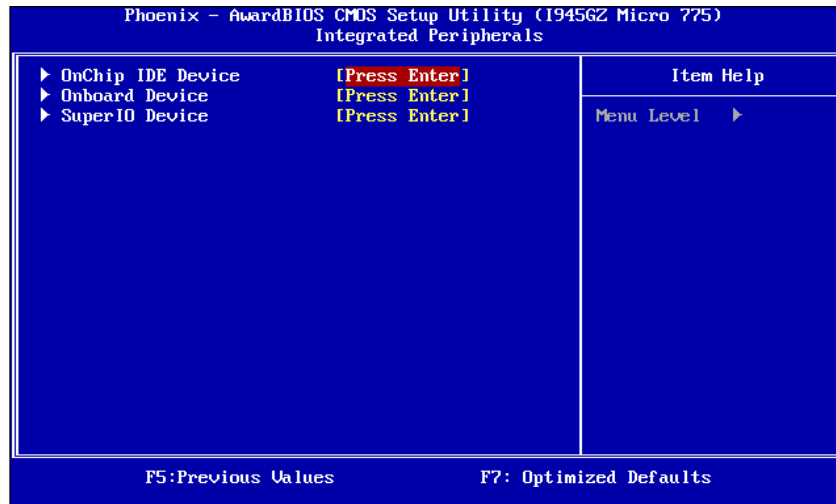 Phoenix - AwardBIOS CMOS Setup Utility (I945GZ Micro 775)
Integrated Peripherals
OnChip IDE Device [Press Enter]
Onboard Device [Press Enter]
SuperIO Device [Press Enter]
Item Help
Menu Level
F5:Previous Values F7: Optimized Defaults